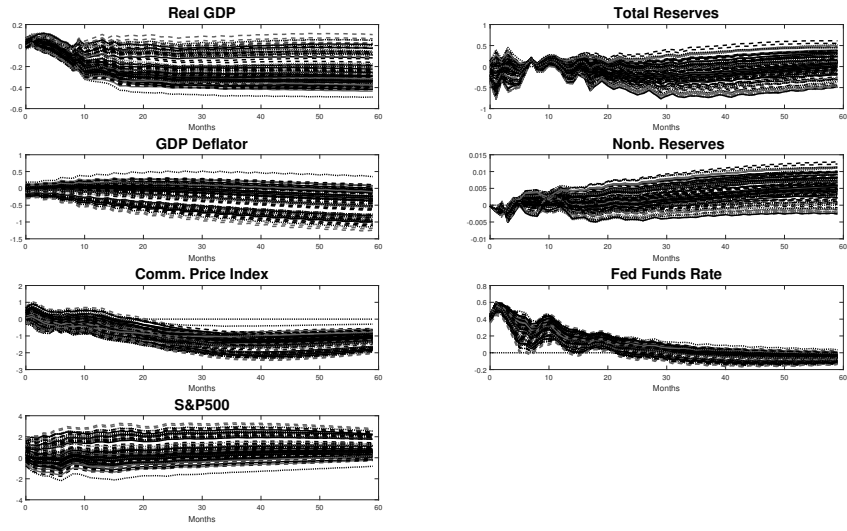 Real GDP
0.2
0
-0.2
-0.4
-0.6
0 10 20 30 40 50 60
Months
Total Reserves
1
0.5
0
-0.5
-1
0 10 20 30 40 50 60
Months
GDP Deflator
1
0.5
0
-0.5
-1
-1.5
0 10 20 30 40 50 60
Months
Nonb. Reserves
0.015
0.01
0.005
0
-0.005
-0.01
0 10 20 30 40 50 60
Months
Comm. Price Index
2
1
0
-1
-2
-3
0 10 20 30 40 50 60
Months
Fed Funds Rate
0.8
0.6
0.4
0.2
0
-0.2
0 10 20 30 40 50 60
Months
S&P500
4
2
0
-2
-4
0 10 20 30 40 50 60
Months